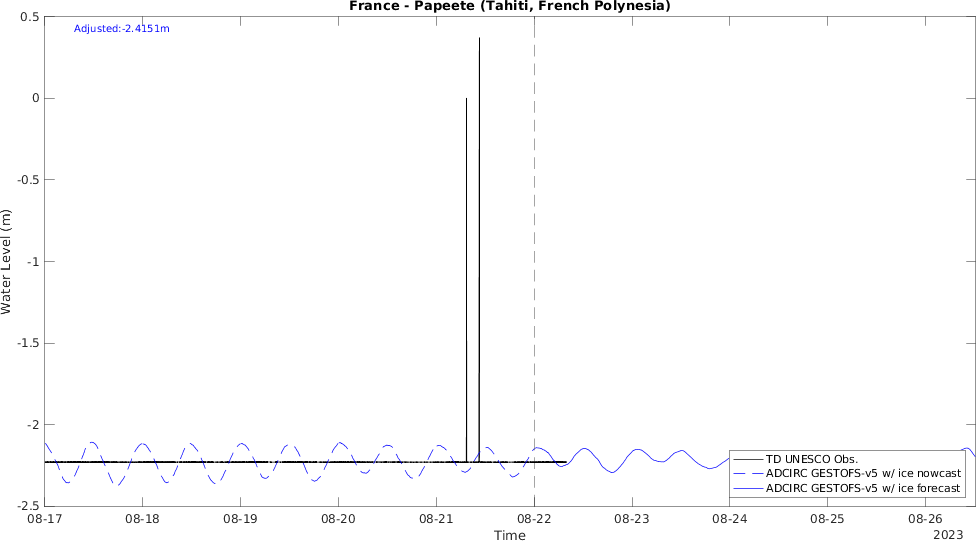 France - Papeete (Tahiti, French Polynesia)
Adjusted:-2.4151m
0.5
0
-0.5
-1
-1.5
-2
-2.5
Water Level (m)
08-17 08-18 08-19 08-20 08-21 08-22 08-23 08-24 08-25 08-26
Time
2023
TD UNESCO Obs.
ADCIRC GESTOFS-v5 w/ ice nowcast
ADCIRC GESTOFS-v5 w/ ice forecast